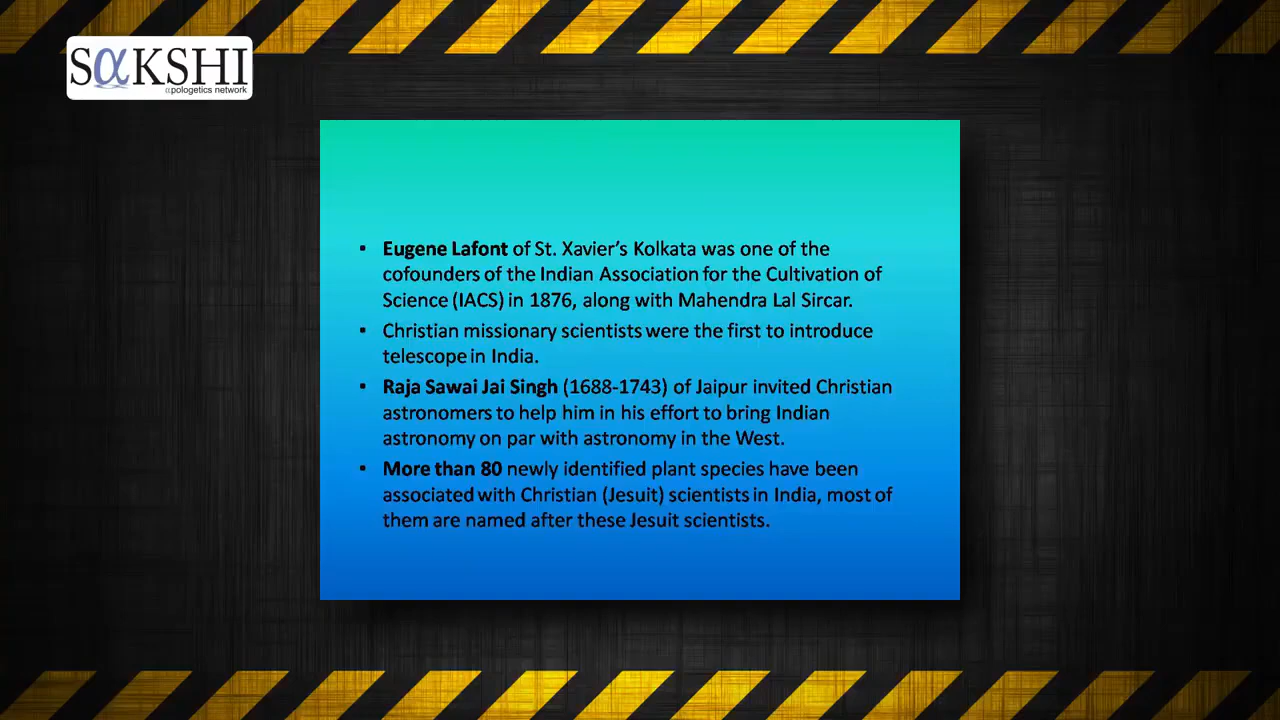 SαKSHI
αpologetics network
• Eugene Lafont of St. Xavier's Kolkata was one of the
cofounders of the Indian Association for the Cultivation of
Science (IACS) in 1876, along with Mahendra Lal Sircar.
• Christian missionary scientists were the first to introduce
telescope in India.
• Raja Sawai Jai Singh (1688-1743) of Jaipur invited Christian
astronomers to help him in his effort to bring Indian
astronomy on par with astronomy in the West.
• More than 80 newly identified plant species have been
associated with Christian (Jesuit) scientists in India, most of
them are named after these Jesuit scientists.